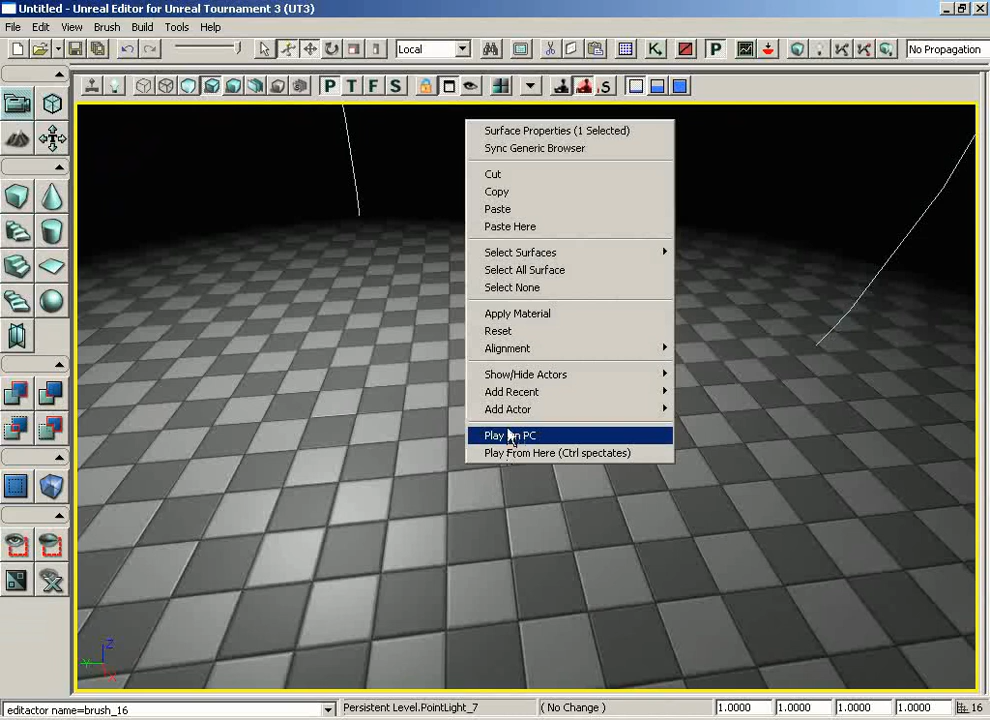 Untitled - Unreal Editor for Unreal Tournament 3 (UT3)
File Edit View Brush Build Tools Help
Local
K
P
No Propagation
P T F S
S
Surface Properties (1 Selected)
Sync Generic Browser
Cut
Copy
Paste
Paste Here
Select Surfaces
Select All Surface
Select None
Apply Material
Reset
Alignment
Show/Hide Actors
Add Recent
Add Actor
Play on PC
Play From Here (Ctrl spectates)
Z
Y
X
editactor name=brush_16
Persistent Level.PointLight_7
( No Change )
1.0000
1.0000
1.0000
1.0000
16